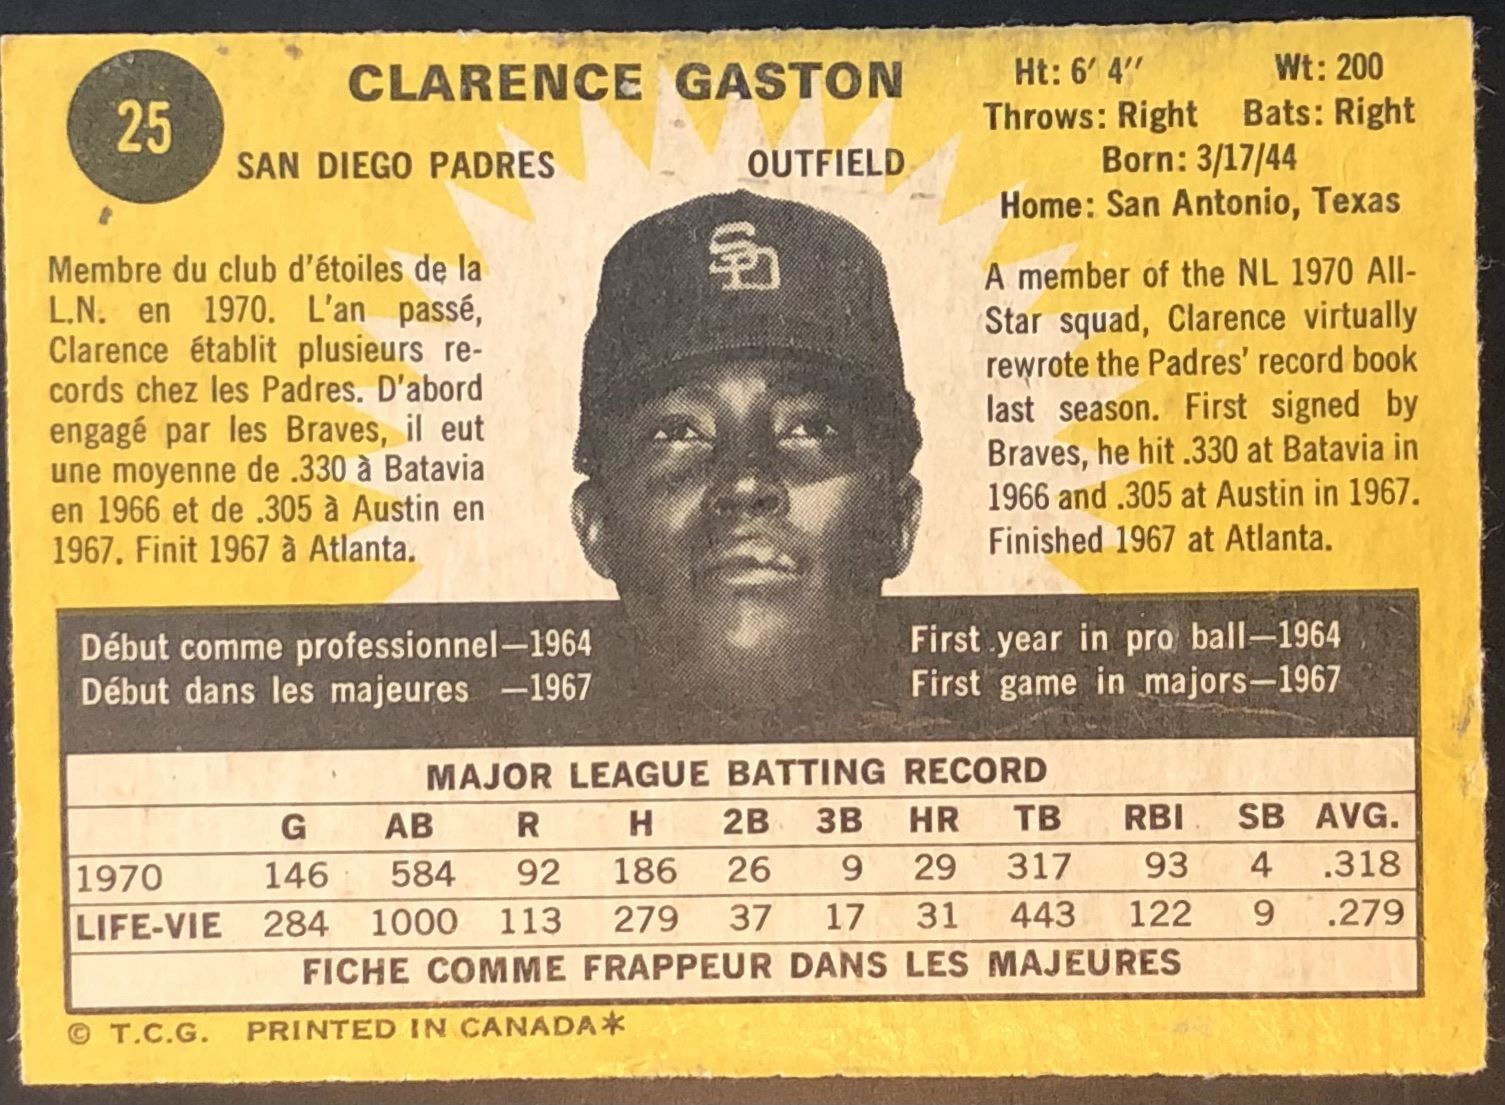 25
CLARENCE GASTON
SAN DIEGO PADRES OUTFIELD
Ht: 6' 4'' Wt: 200
Throws: Right Bats: Right
Born: 3/17/44
Home: San Antonio, Texas
SD
Membre du club d'étoiles de la
L.N. en 1970. L'an passé,
Clarence établit plusieurs re-
cords chez les Padres. D'abord
engagé par les Braves, il eut
une moyenne de .330 à Batavia
en 1966 et de .305 à Austin en
1967. Finit 1967 à Atlanta.
A member of the NL 1970 All-
Star squad, Clarence virtually
rewrote the Padres' record book
last season. First signed by
Braves, he hit .330 at Batavia in
1966 and .305 at Austin in 1967.
Finished 1967 at Atlanta.
Début comme professionnel—1964
Début dans les majeures —1967
First year in pro ball—1964
First game in majors—1967
MAJOR LEAGUE BATTING RECORD
G AB R H 2B 3B HR TB RBI SB AVG.
1970 146 584 92 186 26 9 29 317 93 4 .318
LIFE-VIE 284 1000 113 279 37 17 31 443 122 9 .279
FICHE COMME FRAPPEUR DANS LES MAJEURES
© T.C.G. PRINTED IN CANADA*